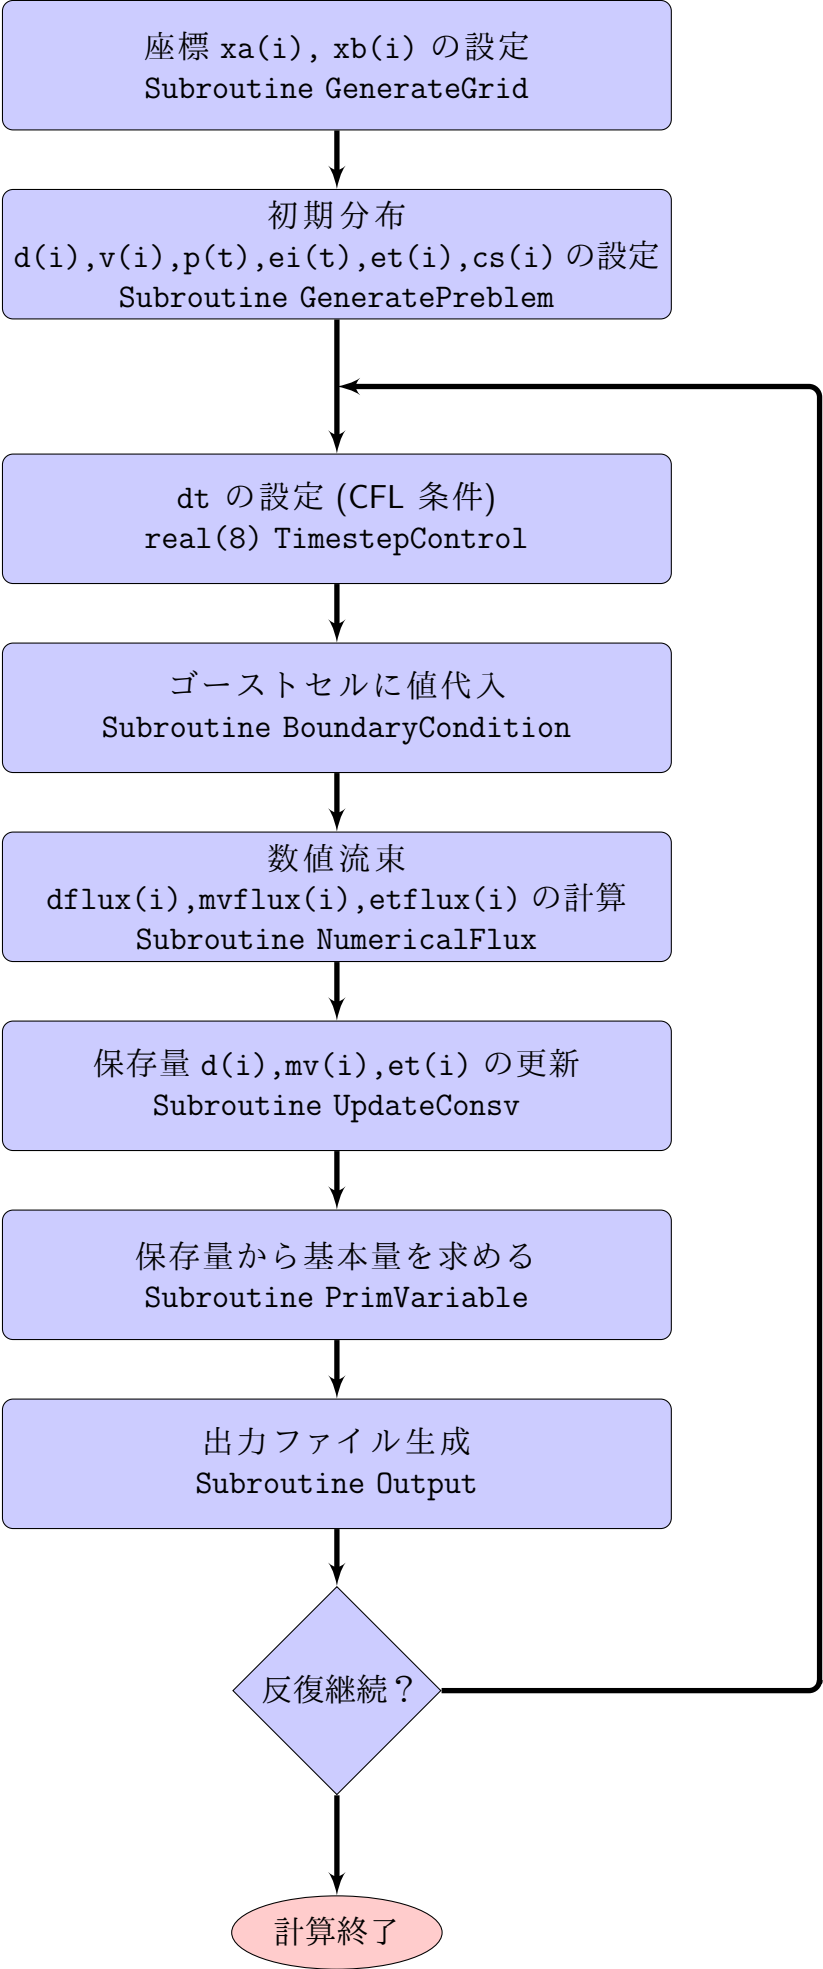 座標 xa(i), xb(i) の設定
Subroutine GenerateGrid
初期分布
d(i),v(i),p(t),ei(t),et(i),cs(i) の設定
Subroutine GeneratePreblem
dt の設定 (CFL 条件)
real(8) TimestepControl
ゴーストセルに値代入
Subroutine BoundaryCondition
数値流束
dflux(i),mvflux(i),etflux(i) の計算
Subroutine NumericalFlux
保存量 d(i),mv(i),et(i) の更新
Subroutine UpdateConsv
保存量から基本量を求める
Subroutine PrimVariable
出力ファイル生成
Subroutine Output
反復継続？
計算終了